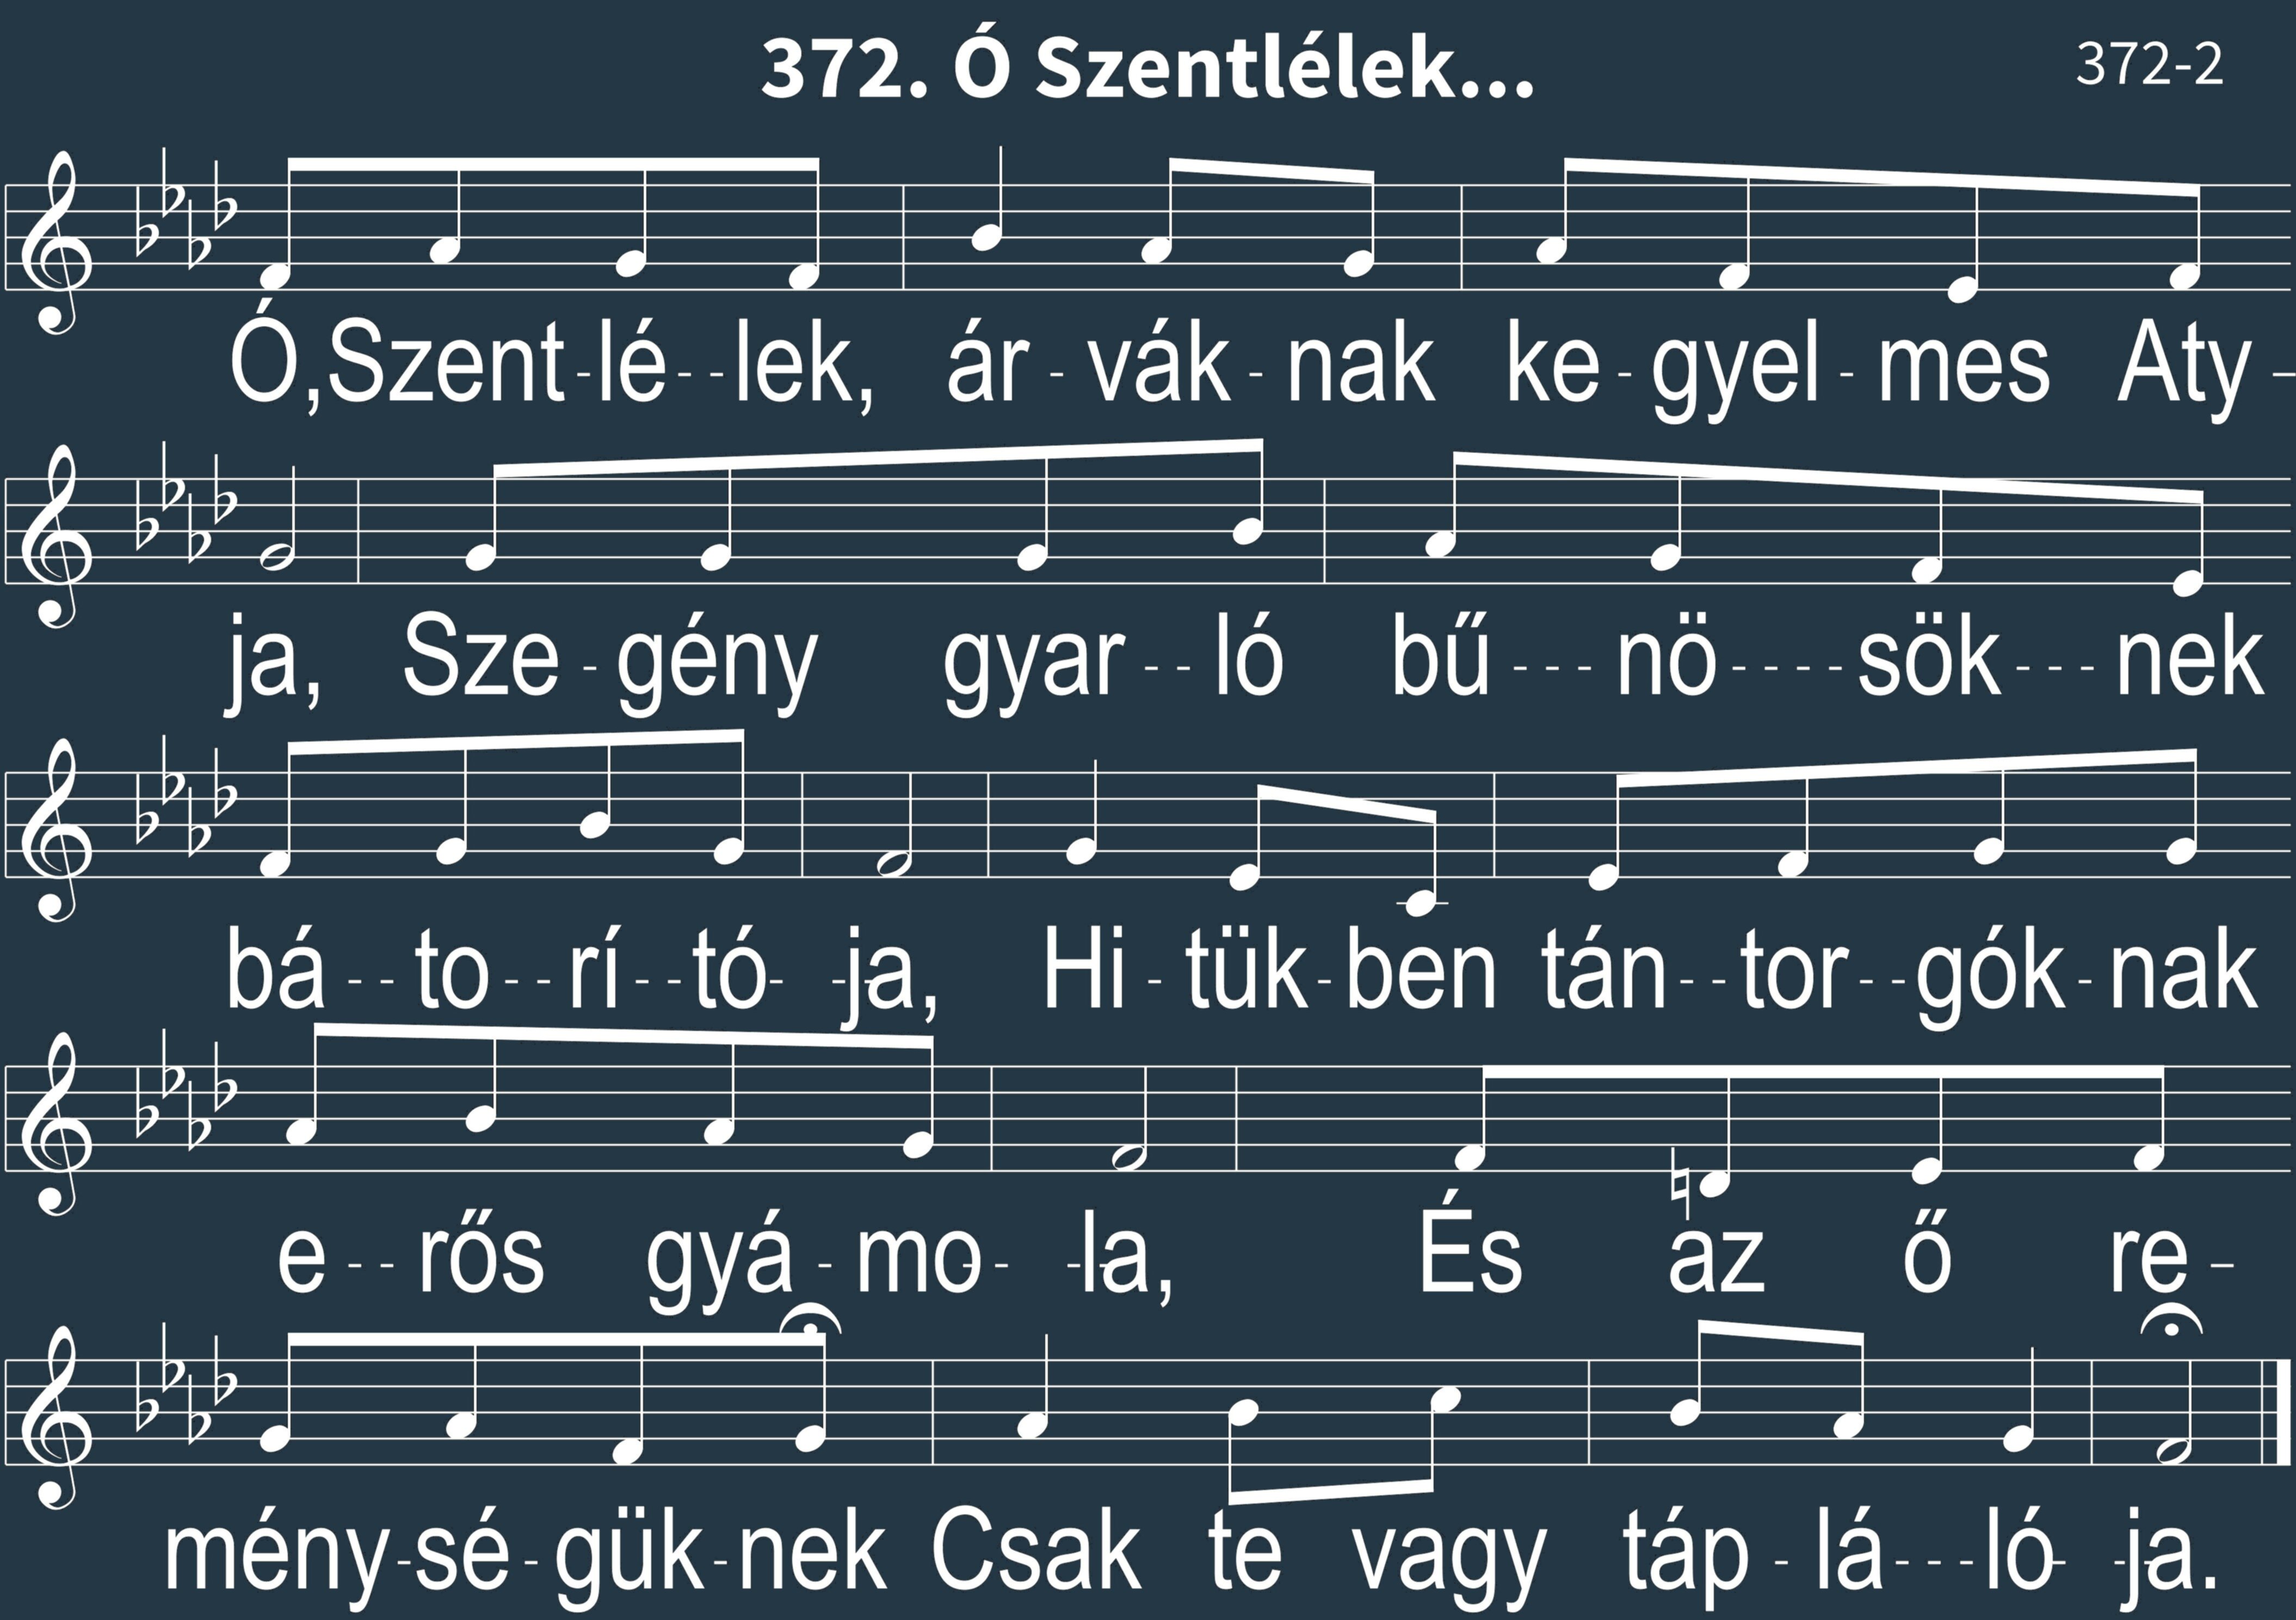 372. Ó Szentlélek...
372-2
Ó,Szent-lé--lek, ár-vák-nak ke-gyel-mes Aty-
ja, Sze-gény gyar--ló bű---nö----sök---nek
bá--to--rí--tó- -ja, Hi-tük-ben tán--tor--gók-nak
e--rős gyá-mo- -la, És az ő re-
mény-sé-gük-nek Csak te vagy táp-lá---ló- -ja.